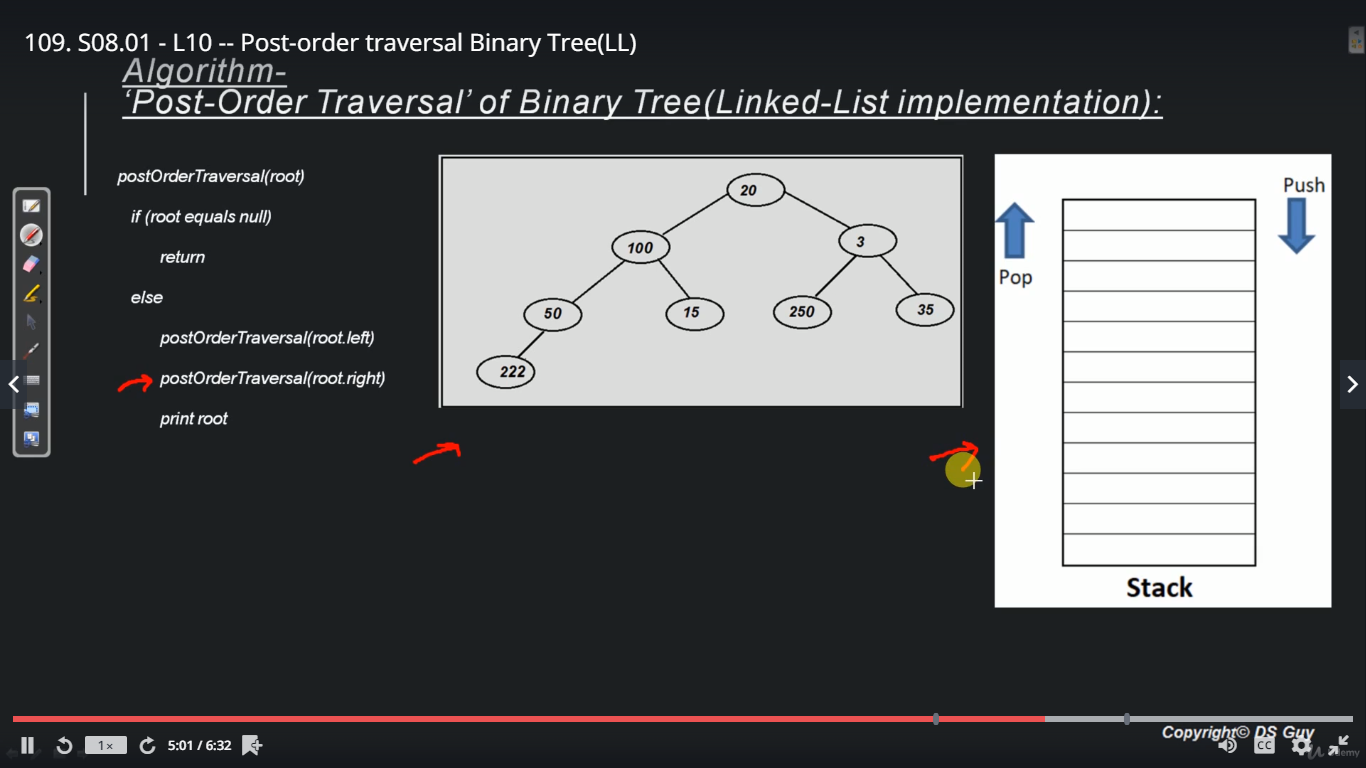 109. S08.01 - L10 -- Post-order traversal Binary Tree(LL)
Algorithm-
‘Post-Order Traversal’ of Binary Tree(Linked-List implementation):
postOrderTraversal(root)
if (root equals null)
return
else
postOrderTraversal(root.left)
postOrderTraversal(root.right)
print root
20
100
3
50
15
250
35
222
Push
Pop
Stack
Copyright© DS Guy
1×
5:01 / 6:32
CC